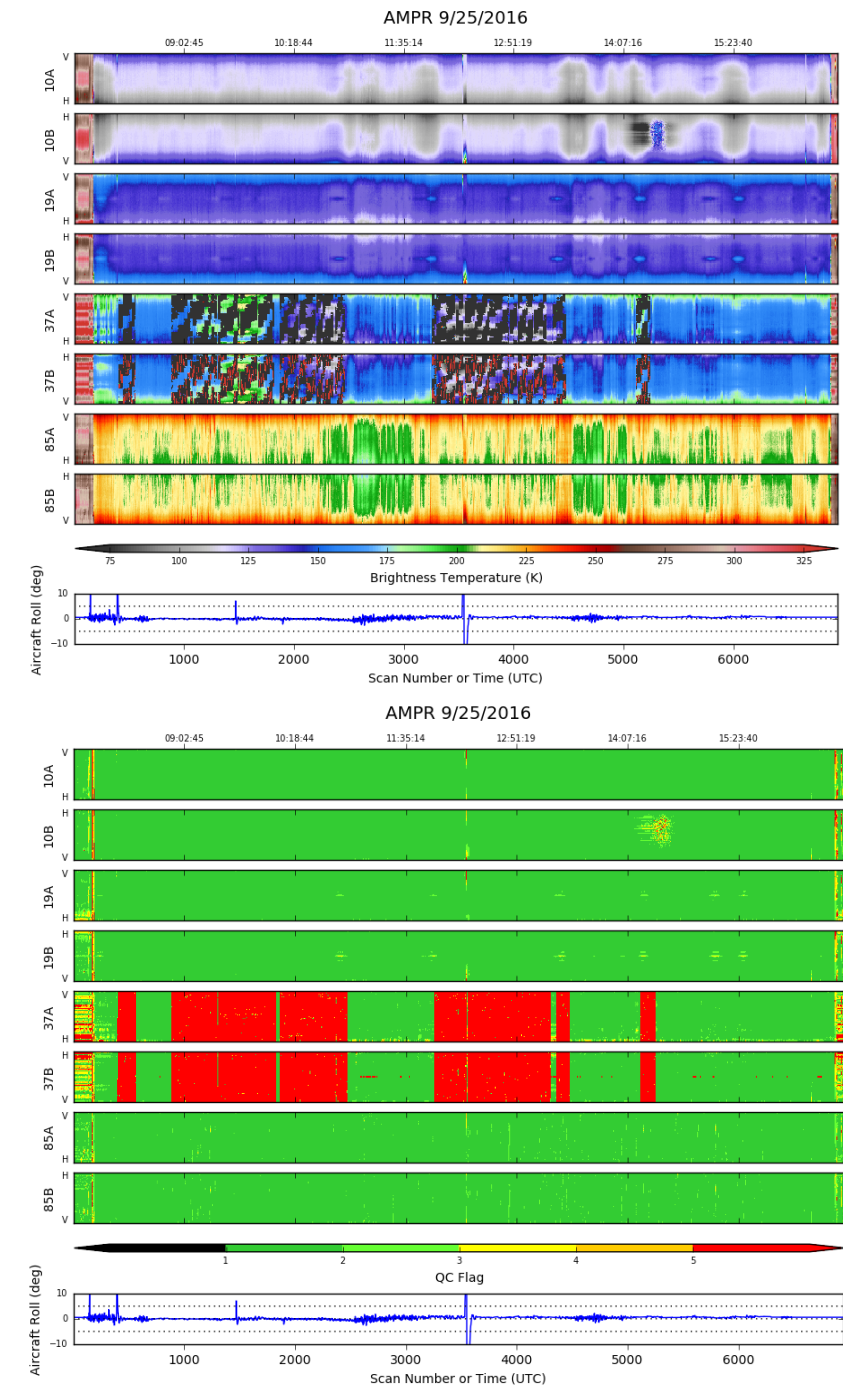 AMPR 9/25/2016
09:02:45 10:18:44 11:35:14 12:51:19 14:07:16 15:23:40
V
10A
H
H
10B
V
V
19A
H
H
19B
V
V
37A
H
H
37B
V
V
85A
H
H
85B
V
75 100 125 150 175 200 225 250 275 300 325
Brightness Temperature (K)
Aircraft Roll (deg)
10
0
−10
1000 2000 3000 4000 5000 6000
Scan Number or Time (UTC)
AMPR 9/25/2016
09:02:45 10:18:44 11:35:14 12:51:19 14:07:16 15:23:40
V
10A
H
H
10B
V
V
19A
H
H
19B
V
V
37A
H
H
37B
V
V
85A
H
H
85B
V
1 2 3 4 5
QC Flag
Aircraft Roll (deg)
10
0
−10
1000 2000 3000 4000 5000 6000
Scan Number or Time (UTC)